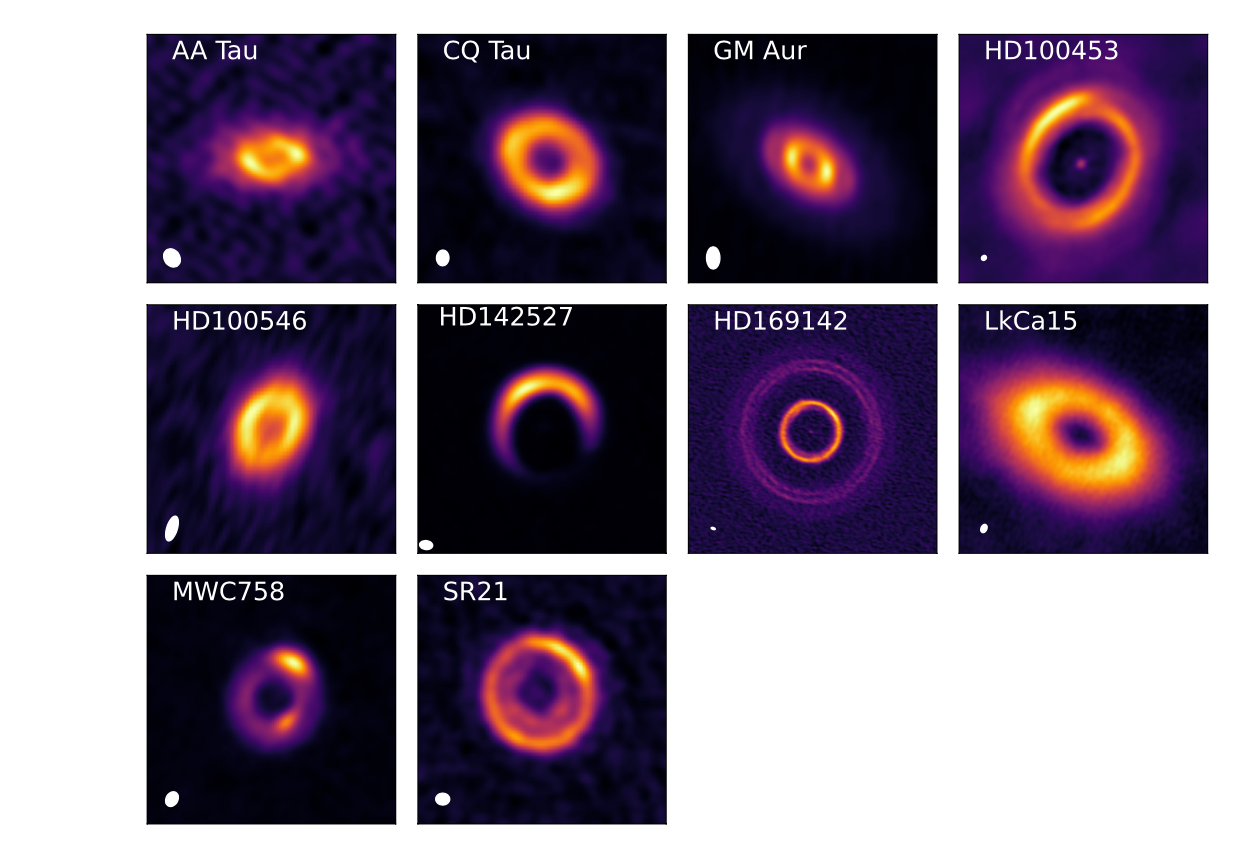 AA Tau
CQ Tau
GM Aur
HD100453
HD100546
HD142527
HD169142
LkCa15
MWC758
SR21